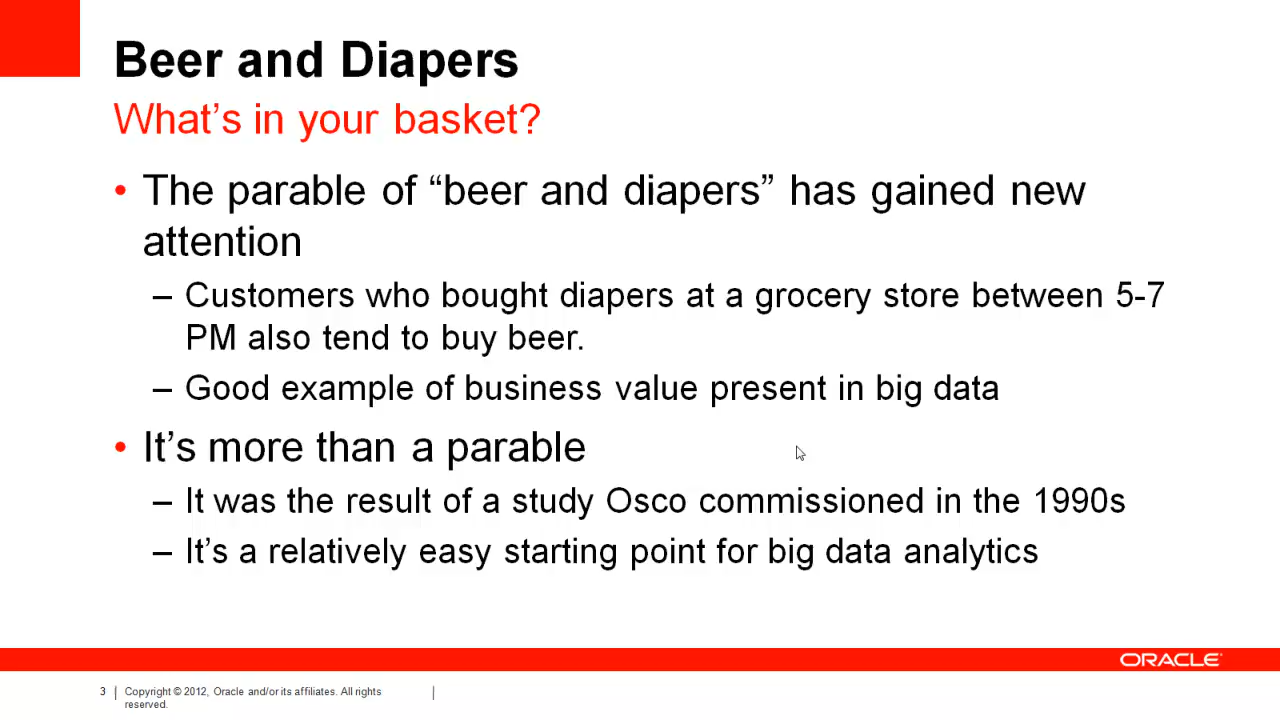 Beer and Diapers
What’s in your basket?
• The parable of “beer and diapers” has gained new
attention
– Customers who bought diapers at a grocery store between 5-7
PM also tend to buy beer.
– Good example of business value present in big data
• It’s more than a parable
– It was the result of a study Osco commissioned in the 1990s
– It’s a relatively easy starting point for big data analytics
ORACLE
3 Copyright © 2012, Oracle and/or its affiliates. All rights
reserved.